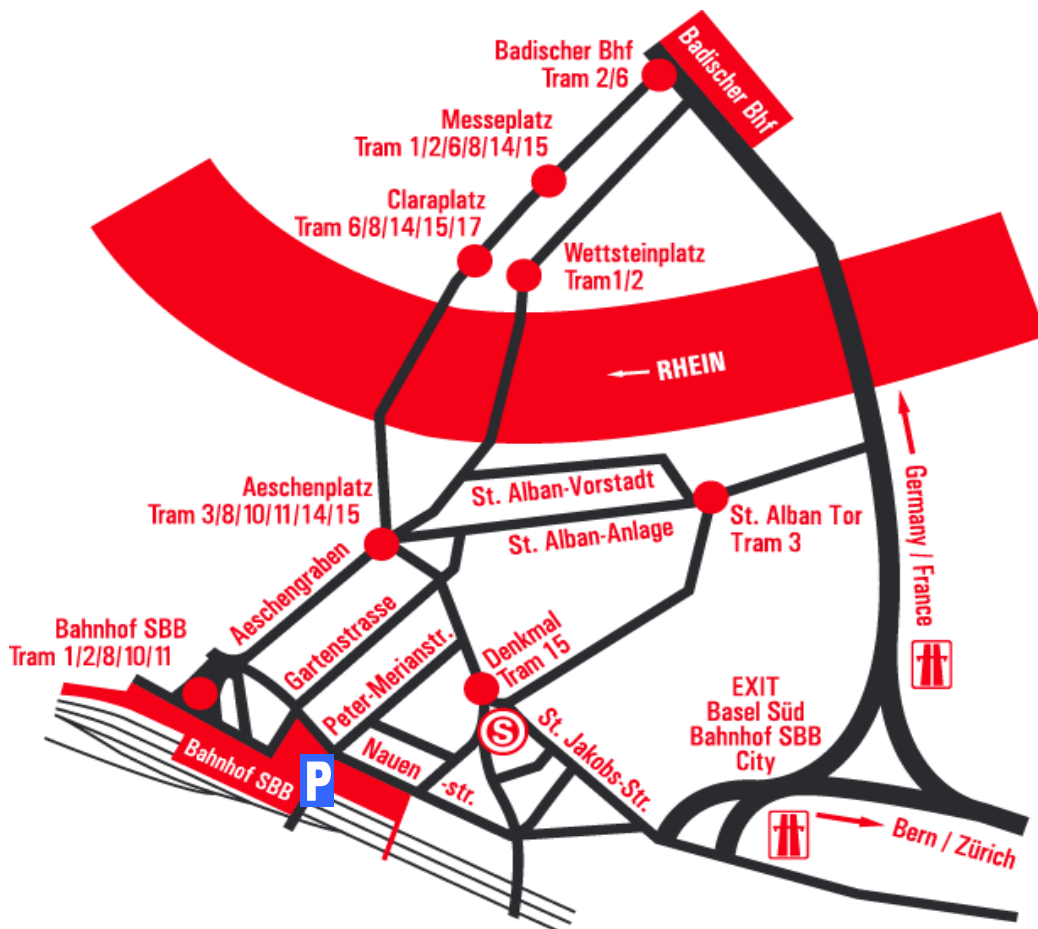 Badischer Bhf
Tram 2/6
Badischer Bhf
Messeplatz
Tram 1/2/6/8/14/15
Claraplatz
Tram 6/8/14/15/17
Wettsteinplatz
Tram1/2
← RHEIN
Aeschenplatz
Tram 3/8/10/11/14/15
St. Alban-Vorstadt
St. Alban-Anlage
St. Alban Tor
Tram 3
Germany / France
Aeschengraben
Gartenstrasse
Peter-Merianstr.
Denkmal
Tram 15
Bahnhof SBB
Tram 1/2/8/10/11
S
St. Jakobs-Str.
EXIT
Basel Süd
Bahnhof SBB
City
Bahnhof SBB
P
Nauen
-str.
Bern / Zürich